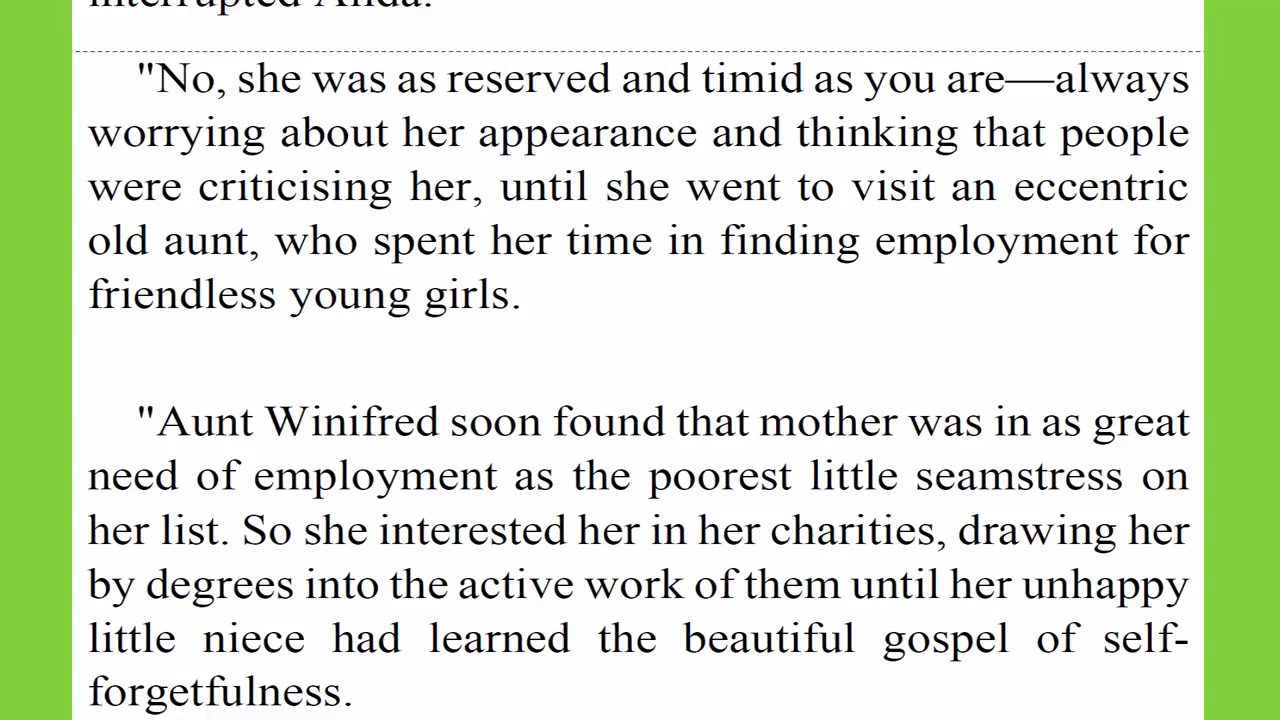 interrupted Anda.
"No, she was as reserved and timid as you are—always
worrying about her appearance and thinking that people
were criticising her, until she went to visit an eccentric
old aunt, who spent her time in finding employment for
friendless young girls.
"Aunt Winifred soon found that mother was in as great
need of employment as the poorest little seamstress on
her list. So she interested her in her charities, drawing her
by degrees into the active work of them until her unhappy
little niece had learned the beautiful gospel of self-
forgetfulness.